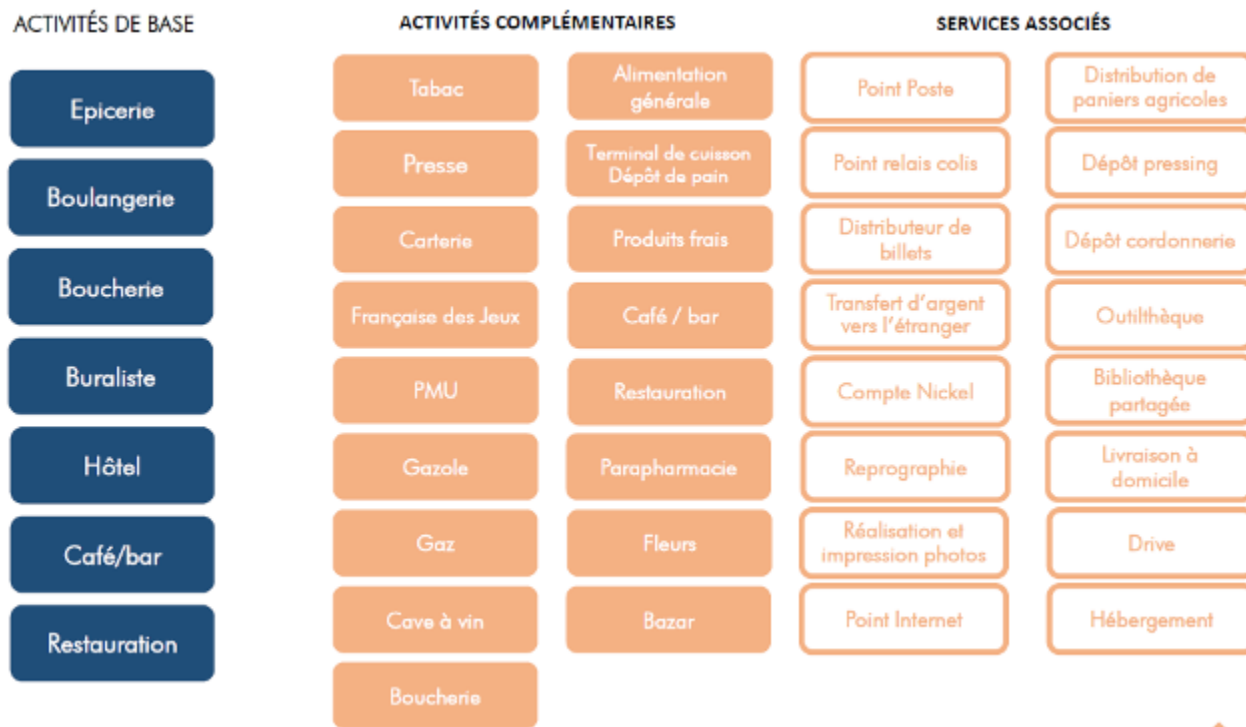 ACTIVITÉS DE BASE
Epicerie
Boulangerie
Boucherie
Buraliste
Hôtel
Café/bar
Restauration
ACTIVITÉS COMPLÉMENTAIRES
Tabac
Presse
Carterie
Française des Jeux
PMU
Gazole
Gaz
Cave à vin
Boucherie
Alimentation
générale
Terminal de cuisson
Dépôt de pain
Produits frais
Café / bar
Restauration
Parapharmacie
Fleurs
Bazar
SERVICES ASSOCIÉS
Point Poste
Point relais colis
Distributeur de
billets
Transfert d'argent
vers l'étranger
Compte Nickel
Reprographie
Réalisation et
impression photos
Point Internet
Distribution de
paniers agricoles
Dépôt pressing
Dépôt cordonnerie
Outilthèque
Bibliothèque
partagée
Livraison à
domicile
Drive
Hébergement